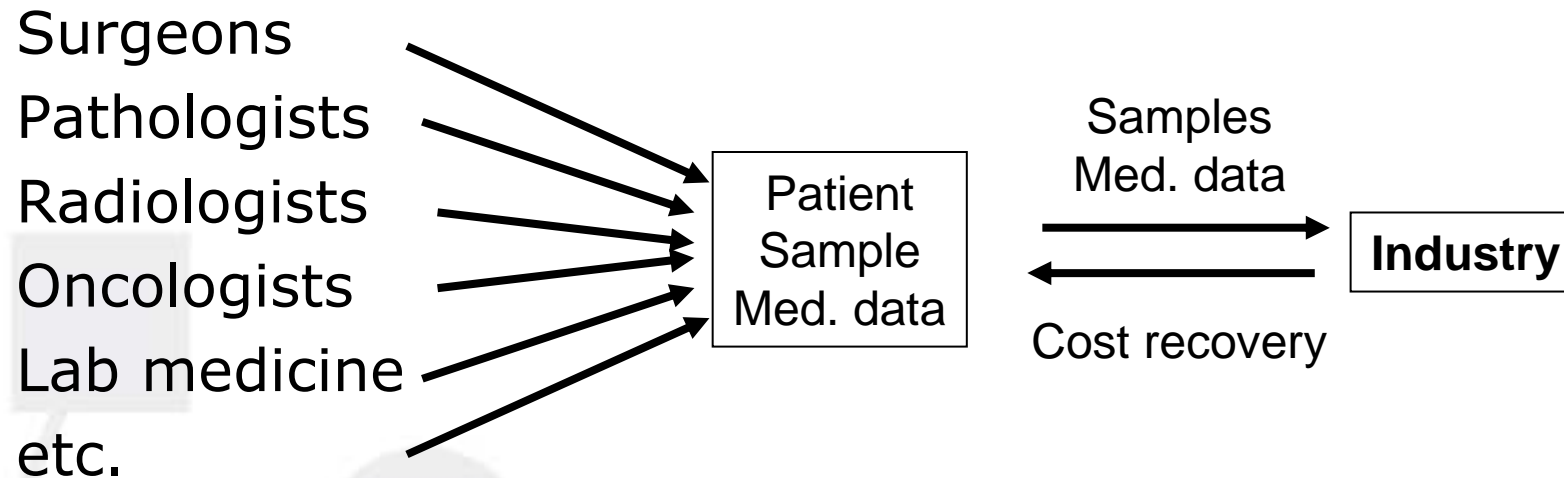 Surgeons
Pathologists
Radiologists
Oncologists
Lab medicine
etc.
Patient
Sample
Med. data
Samples
Med. data
Cost recovery
Industry